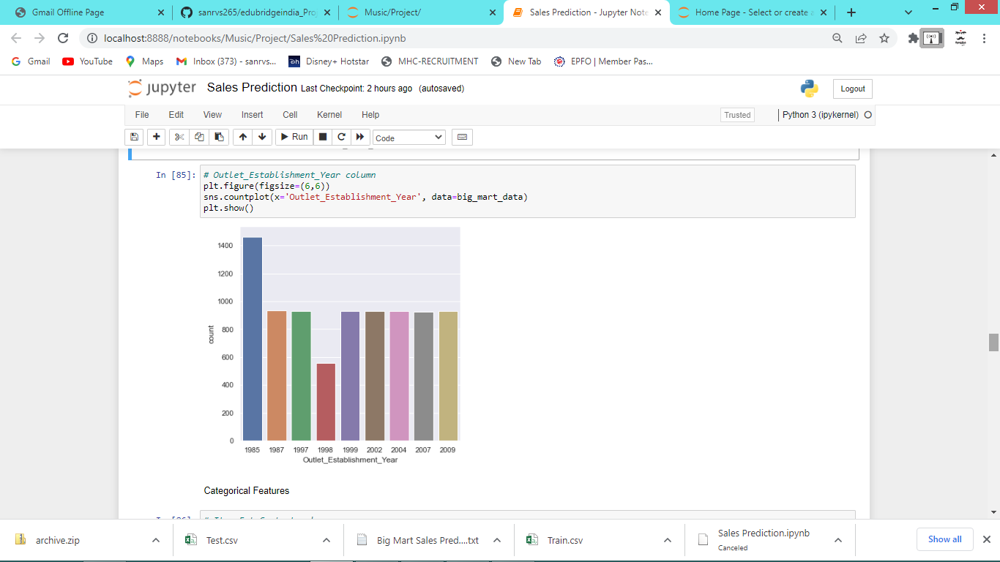 Gmail Offline Page
sanrvs265/edubridgeindia_Proj
Music/Project/
Sales Prediction - Jupyter Note
Home Page - Select or create a
localhost:8888/notebooks/Music/Project/Sales%20Prediction.ipynb
Gmail
YouTube
Maps
Inbox (373) - sanrvs...
Disney+ Hotstar
MHC-RECRUITMENT
New Tab
EPFO | Member Pas...
jupyter
Sales Prediction Last Checkpoint: 2 hours ago (autosaved)
Logout
File Edit View Insert Cell Kernel Help
Trusted
Python 3 (ipykernel)
Run
Code
In [85]:
# Outlet_Establishment_Year column
plt.figure(figsize=(6,6))
sns.countplot(x='Outlet_Establishment_Year', data=big_mart_data)
plt.show()
1400
1200
1000
800
600
400
200
0
count
1985 1987 1997 1998 1999 2002 2004 2007 2009
Outlet_Establishment_Year
Categorical Features
archive.zip
Test.csv
Big Mart Sales Pred....txt
Train.csv
Sales Prediction.ipynb
Canceled
Show all